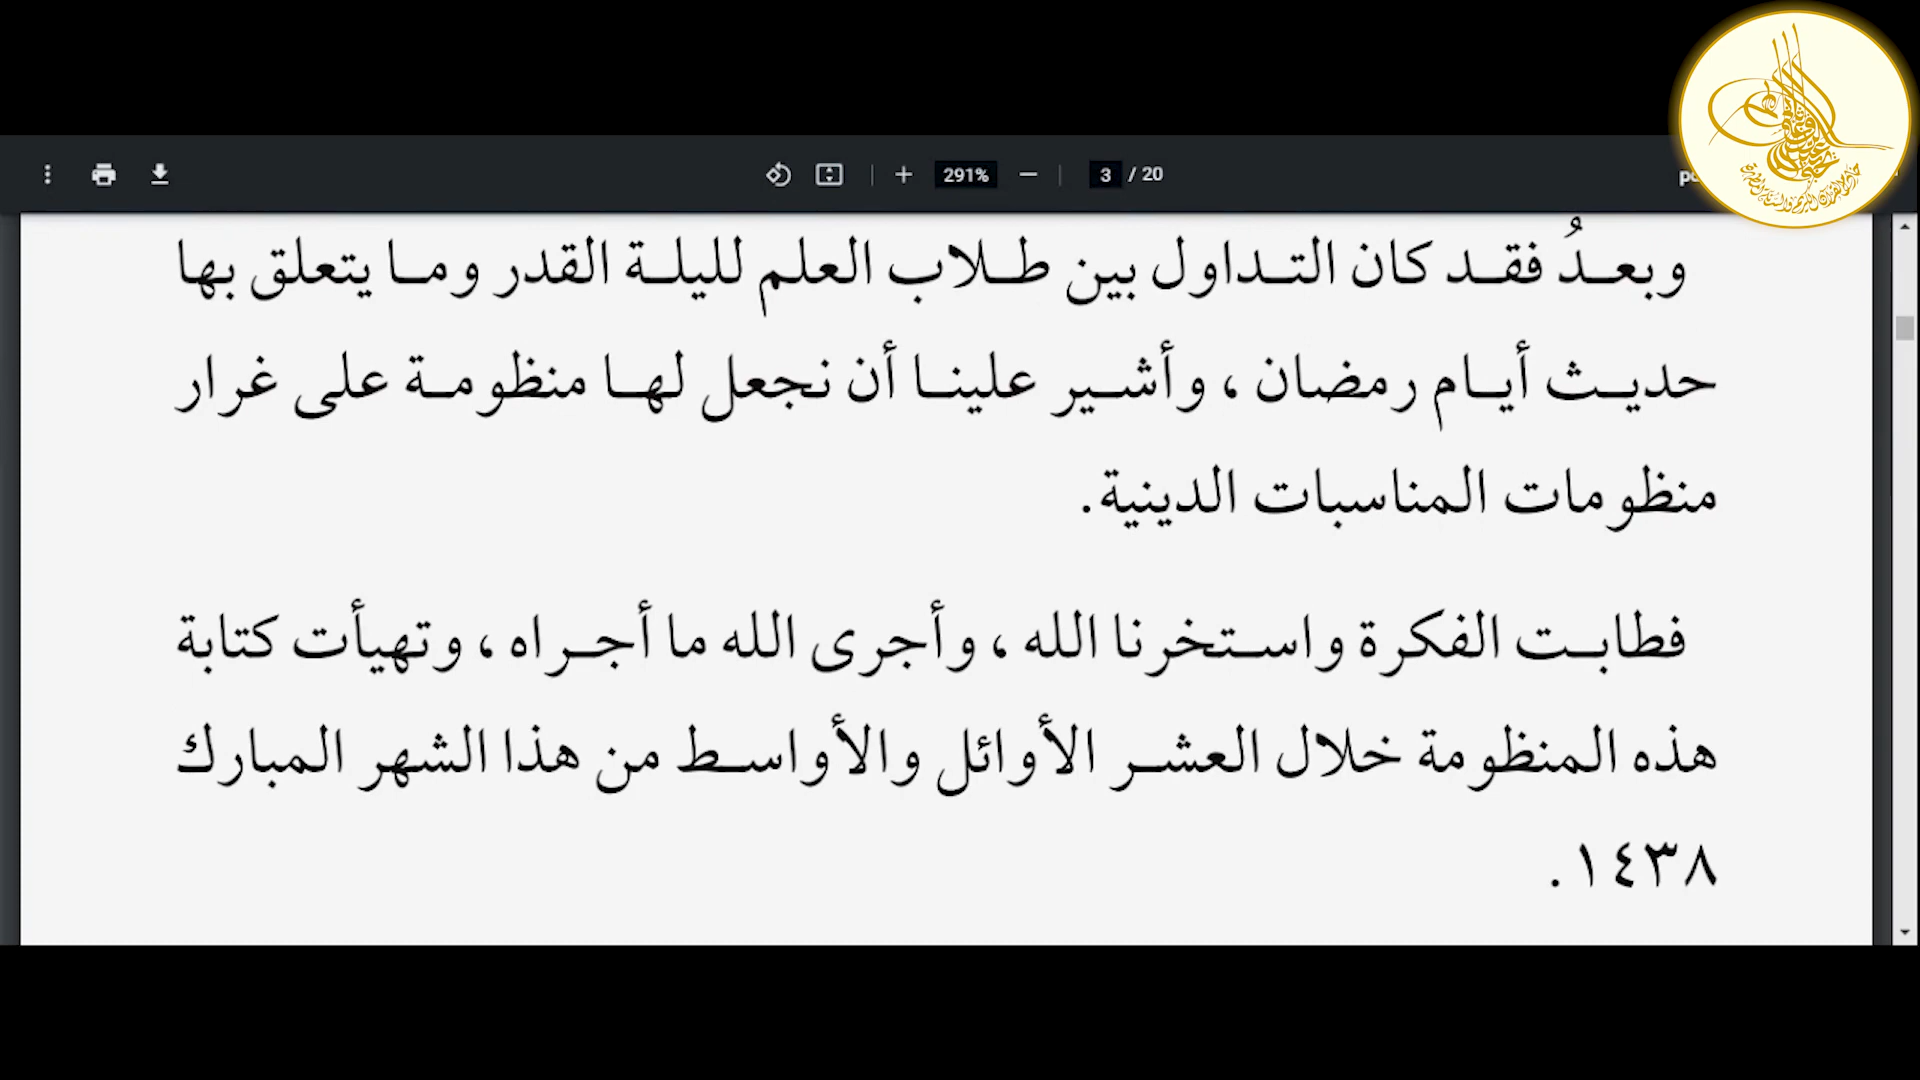 291%
3 / 20
وبعدُ فقد كان التداول بين طلاب العلم لليلة القدر وما يتعلق بها
حديث أيام رمضان ، وأشير علينا أن نجعل لها منظومة على غرار
منظومات المناسبات الدينية.
فطابت الفكرة واستخرنا الله ، وأجرى الله ما أجراه ، وتهيأت كتابة
هذه المنظومة خلال العشر الأوائل والأواسط من هذا الشهر المبارك
١٤٣٨.